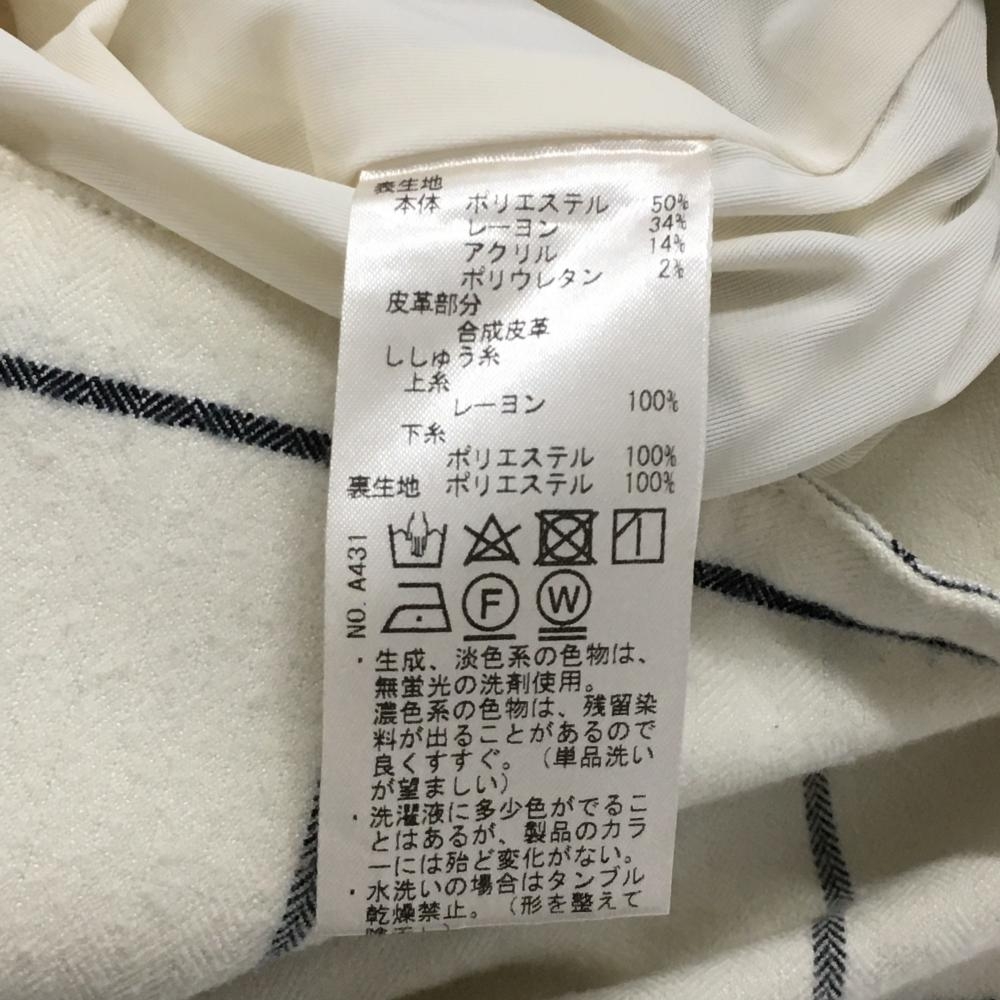 表生地
本体 ポリエステル 50%
レーヨン 34%
アクリル 14%
ポリウレタン 2%
皮革部分
合成皮革
ししゅう糸
上糸
レーヨン 100%
下糸
ポリエステル 100%
裏生地 ポリエステル 100%
NO. A431
F W
・生成、淡色系の色物は、
無蛍光の洗剤使用。
濃色系の色物は、残留染
料が出ることがあるので
良くすすぐ。（単品洗い
が望ましい）
・洗濯液に多少色がでるこ
とはあるが、製品のカラ
ーには殆ど変化がない。
・水洗いの場合はタンブル
乾燥禁止。（形を整えて